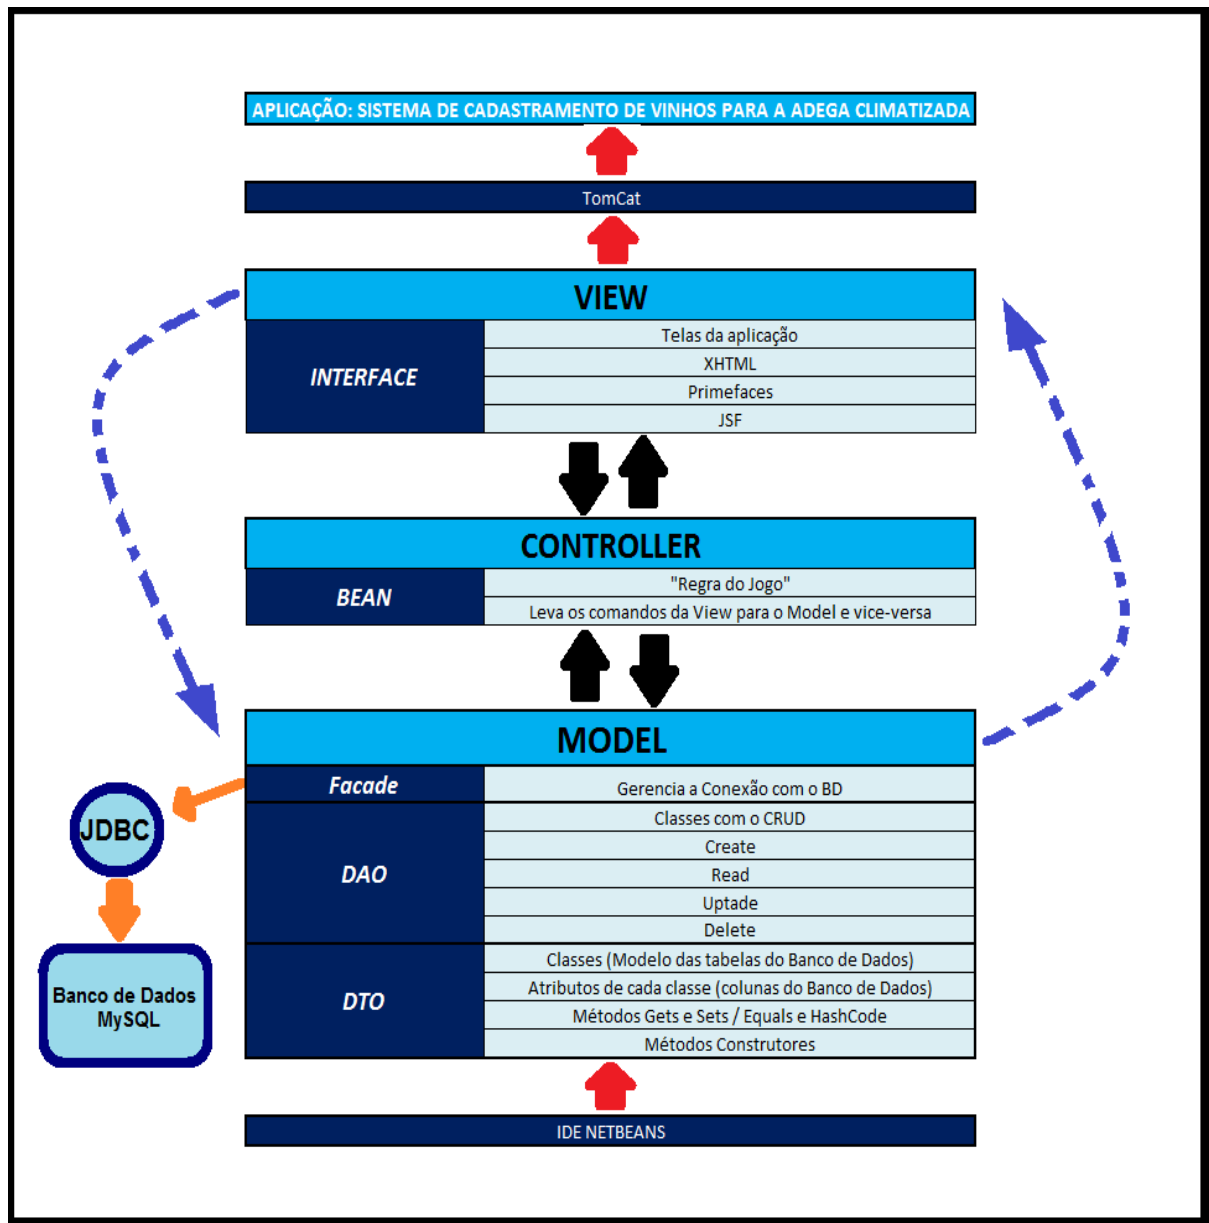 APLICAÇÃO: SISTEMA DE CADASTRAMENTO DE VINHOS PARA A ADEGA CLIMATIZADA
TomCat
VIEW
INTERFACE
Telas da aplicação
XHTML
Primefaces
JSF
CONTROLLER
BEAN
"Regra do Jogo"
Leva os comandos da View para o Model e vice-versa
MODEL
Facade
Gerencia a Conexão com o BD
DAO
Classes com o CRUD
Create
Read
Uptade
Delete
DTO
Classes (Modelo das tabelas do Banco de Dados)
Atributos de cada classe (colunas do Banco de Dados)
Métodos Gets e Sets / Equals e HashCode
Métodos Construtores
JDBC
Banco de Dados
MySQL
IDE NETBEANS